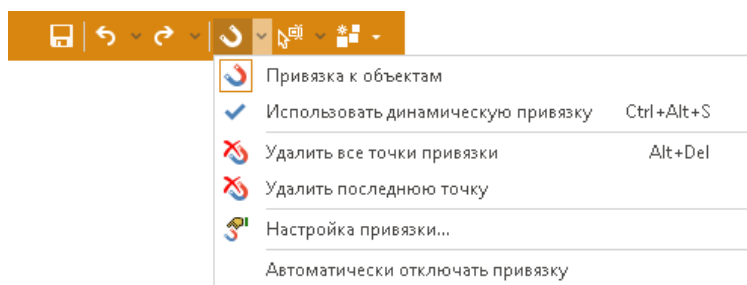 Привязка к объектам
Использовать динамическую привязку Ctrl+Alt+S
Удалить все точки привязки Alt+Del
Удалить последнюю точку
Настройка привязки...
Автоматически отключать привязку